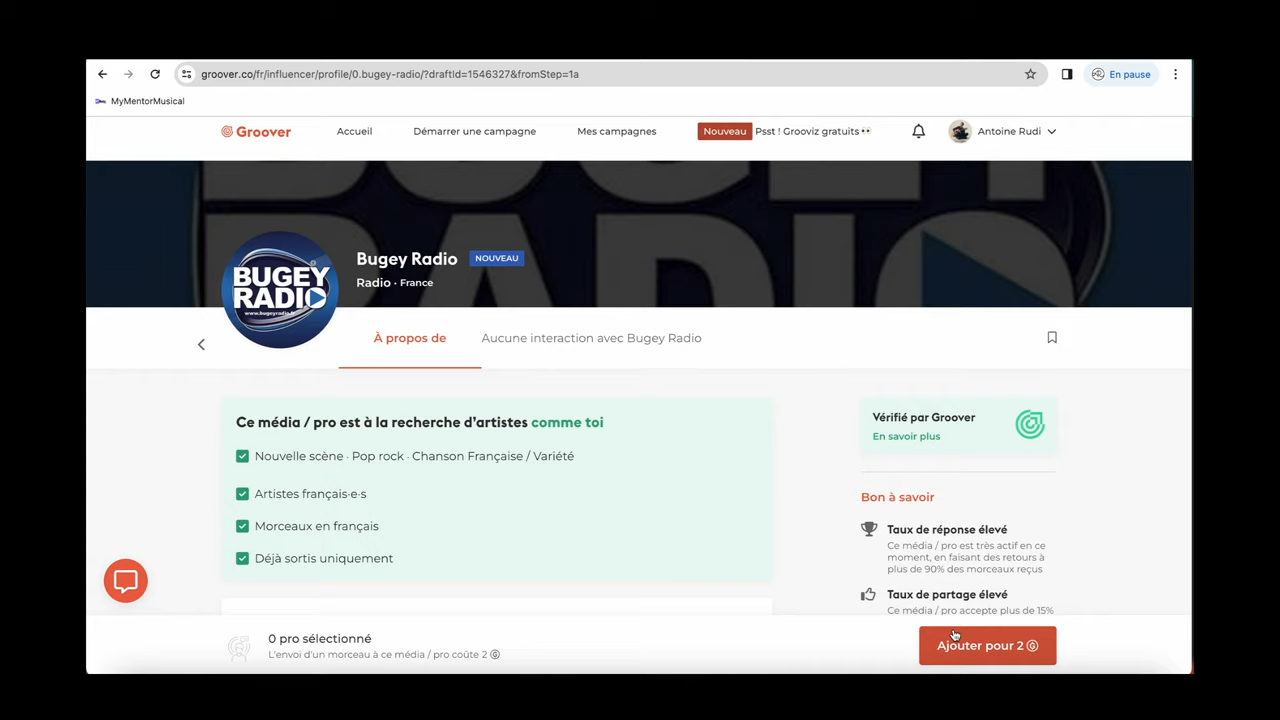 groover.co/fr/influencer/profile/0.bugey-radio/?draftId=1546327&fromStep=1a
En pause
MyMentorMusical
Groover
Accueil
Démarrer une campagne
Mes campagnes
Nouveau
Psst ! Grooviz gratuits 👀
Antoine Rudi
BUGEY
RADIO
BUGEY
RADIO
www.bugeyradio.fr
Bugey Radio
NOUVEAU
Radio · France
À propos de
Aucune interaction avec Bugey Radio
Ce média / pro est à la recherche d'artistes comme toi
Nouvelle scène · Pop rock · Chanson Française / Variété
Artistes français·e·s
Morceaux en français
Déjà sortis uniquement
Vérifié par Groover
En savoir plus
Bon à savoir
Taux de réponse élevé
Ce média / pro est très actif en ce
moment, en faisant des retours à
plus de 90% des morceaux reçus
Taux de partage élevé
Ce média / pro accepte plus de 15%
0 pro sélectionné
L'envoi d'un morceau à ce média / pro coûte 2
Ajouter pour 2